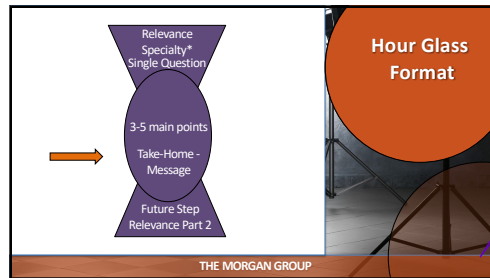 Relevance
Specialty*
Single Question
3-5 main points
Take-Home -
Message
Future Step
Relevance Part 2
Hour Glass
Format
THE MORGAN GROUP